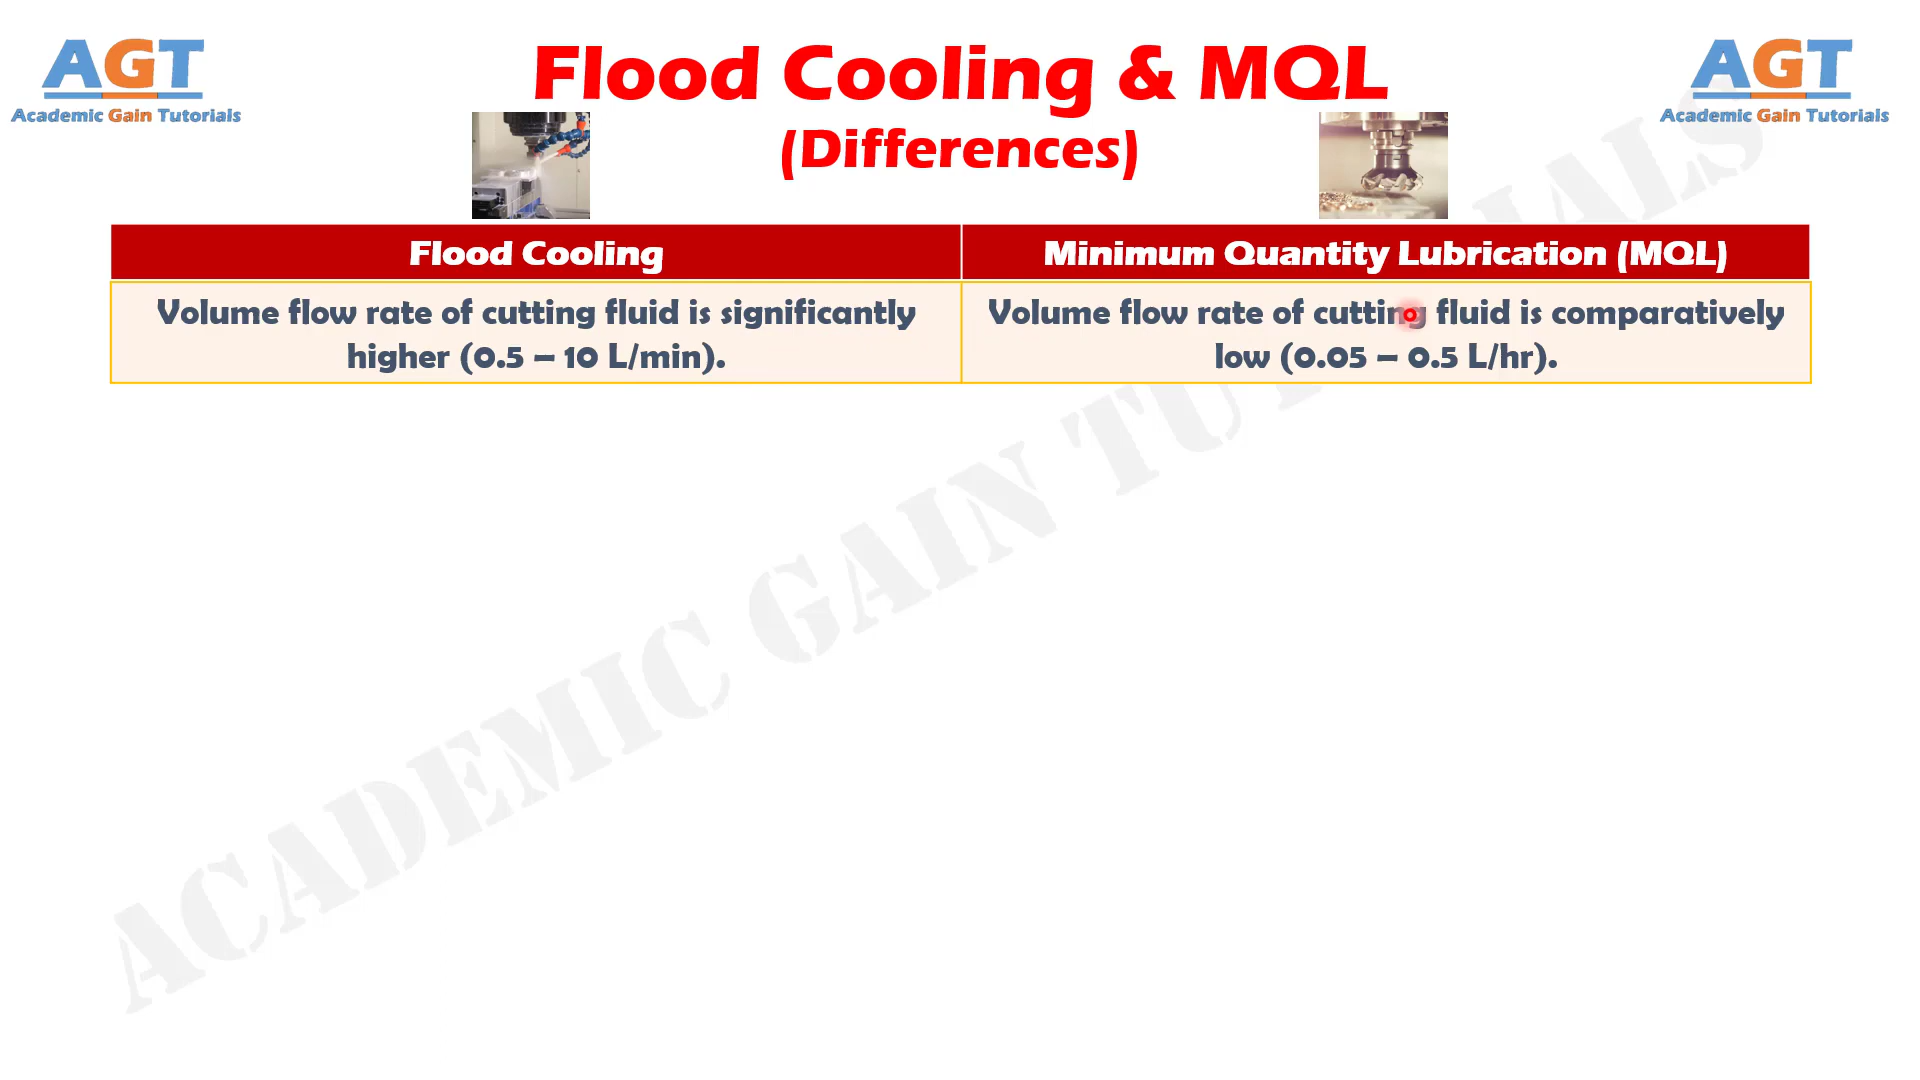 AGT
Academic Gain Tutorials
Flood Cooling & MQL
(Differences)
AGT
Academic Gain Tutorials
Flood Cooling
Minimum Quantity Lubrication (MQL)
Volume flow rate of cutting fluid is significantly
higher (0.5 – 10 L/min).
Volume flow rate of cutting fluid is comparatively
low (0.05 – 0.5 L/hr).
ACADEMIC GAIN TUTORIALS